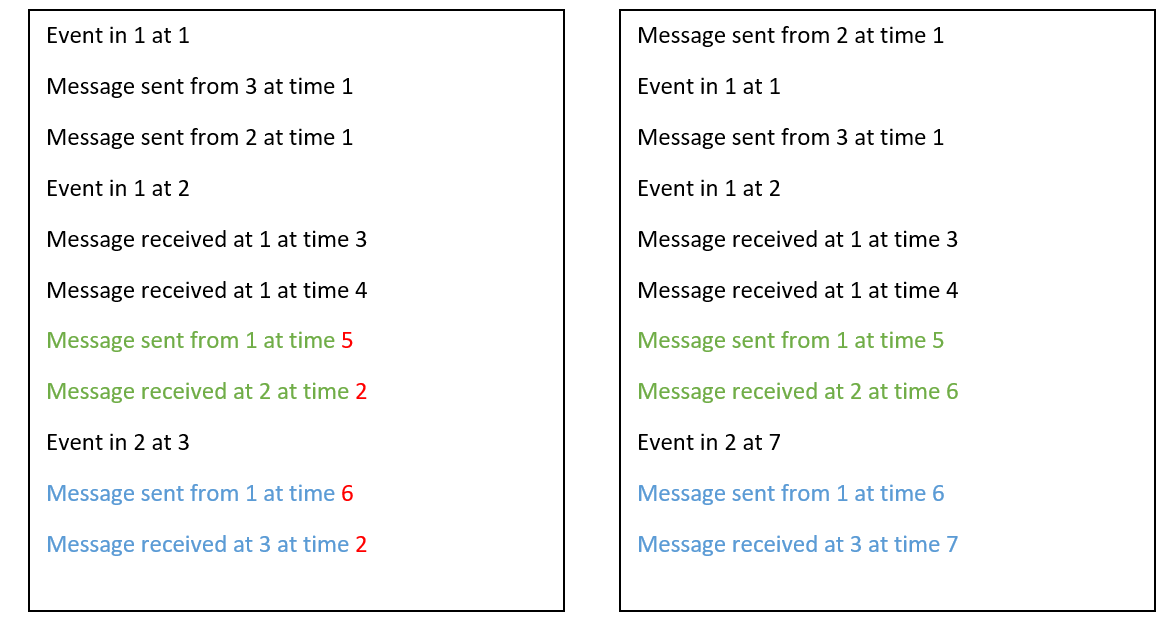 Event in 1 at 1
Message sent from 3 at time 1
Message sent from 2 at time 1
Event in 1 at 2
Message received at 1 at time 3
Message received at 1 at time 4
Message sent from 1 at time 5
Message received at 2 at time 2
Event in 2 at 3
Message sent from 1 at time 6
Message received at 3 at time 2
Message sent from 2 at time 1
Event in 1 at 1
Message sent from 3 at time 1
Event in 1 at 2
Message received at 1 at time 3
Message received at 1 at time 4
Message sent from 1 at time 5
Message received at 2 at time 6
Event in 2 at 7
Message sent from 1 at time 6
Message received at 3 at time 7